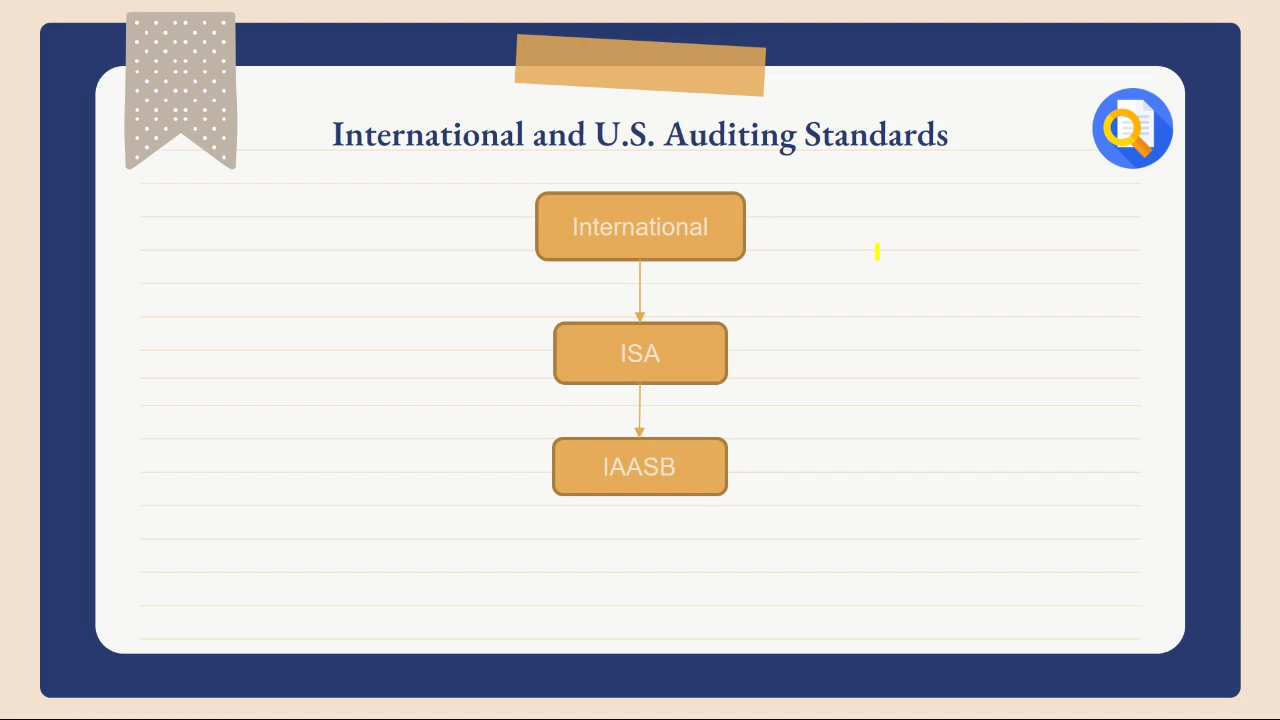 International and U.S. Auditing Standards
International
ISA
IAASB